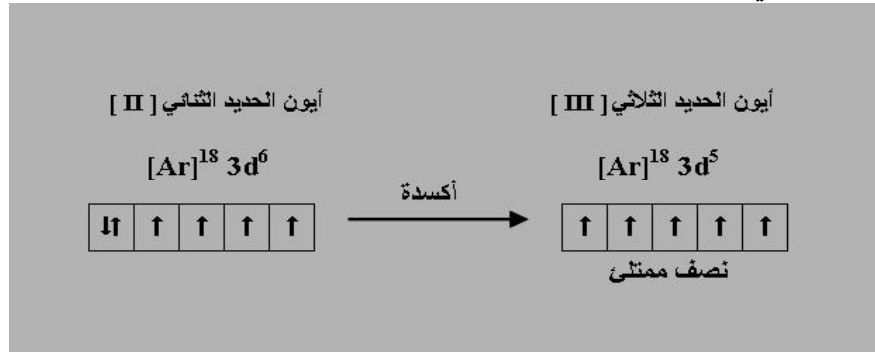 أيون الحديد الثلاثي [ III ]
أيون الحديد الثنائي [ II ]
[Ar]¹⁸ 3d⁵
[Ar]¹⁸ 3d⁶
أكسدة
↓↑ ↑ ↑ ↑ ↑
↑ ↑ ↑ ↑ ↑
نصف ممتلئ